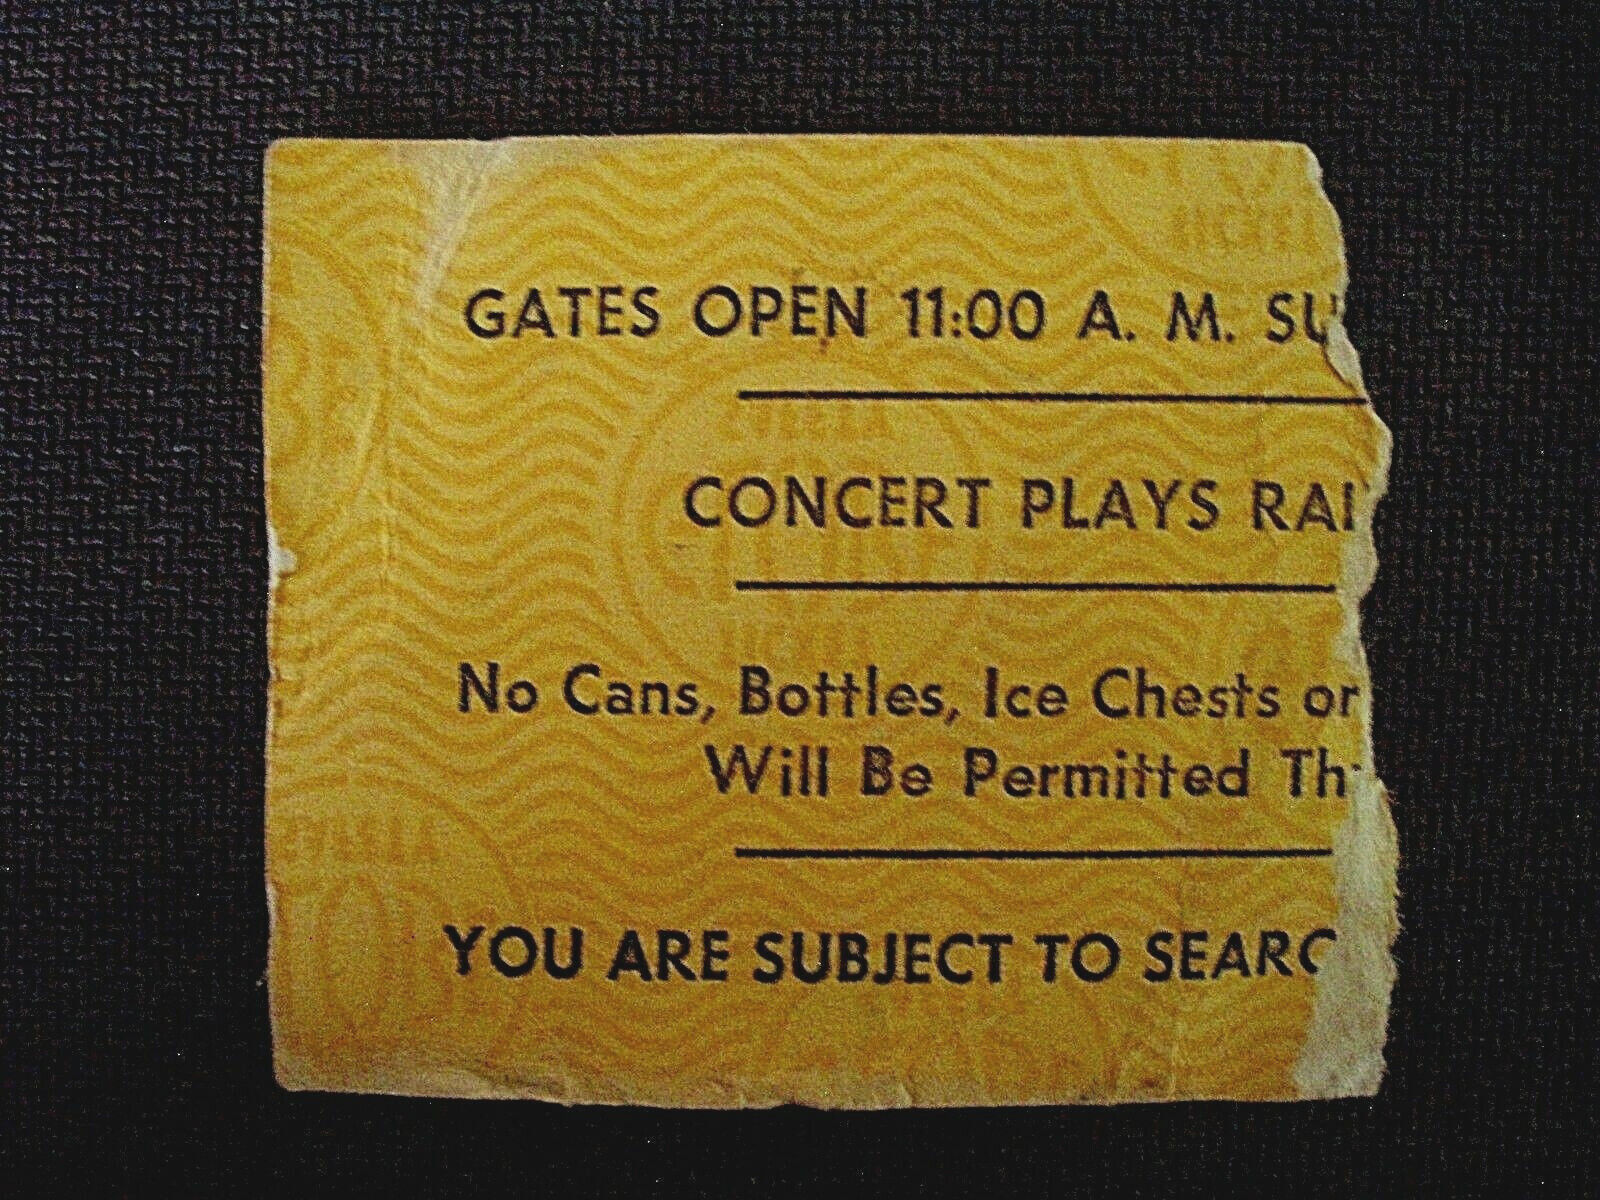 GATES OPEN 11:00 A. M. SU
CONCERT PLAYS RAI
No Cans, Bottles, Ice Chests or
Will Be Permitted Th
YOU ARE SUBJECT TO SEARC